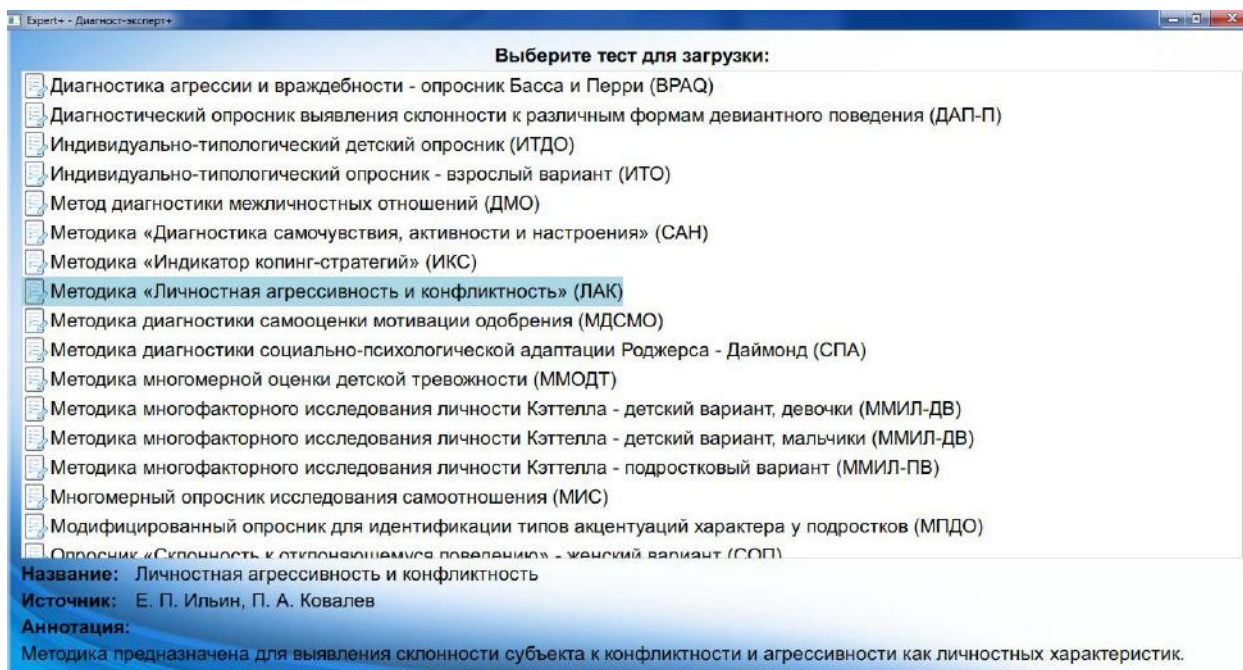 Expert+ - Диагност-эксперт+
Выберите тест для загрузки:
Диагностика агрессии и враждебности - опросник Басса и Перри (BPAQ)
Диагностический опросник выявления склонности к различным формам девиантного поведения (ДАП-П)
Индивидуально-типологический детский опросник (ИТДО)
Индивидуально-типологический опросник - взрослый вариант (ИТО)
Метод диагностики межличностных отношений (ДМО)
Методика «Диагностика самочувствия, активности и настроения» (САН)
Методика «Индикатор копинг-стратегий» (ИКС)
Методика «Личностная агрессивность и конфликтность» (ЛАК)
Методика диагностики самооценки мотивации одобрения (МДСМО)
Методика диагностики социально-психологической адаптации Роджерса - Даймонд (СПА)
Методика многомерной оценки детской тревожности (ММОДТ)
Методика многофакторного исследования личности Кэттелла - детский вариант, девочки (ММИЛ-ДВ)
Методика многофакторного исследования личности Кэттелла - детский вариант, мальчики (ММИЛ-ДВ)
Методика многофакторного исследования личности Кэттелла - подростковый вариант (ММИЛ-ПВ)
Многомерный опросник исследования самоотношения (МИС)
Модифицированный опросник для идентификации типов акцентуаций характера у подростков (МПДО)
Опросник «Склонность к отклоняющемуся поведению» - женский вариант (СОП)
Название: Личностная агрессивность и конфликтность
Источник: Е. П. Ильин, П. А. Ковалев
Аннотация:
Методика предназначена для выявления склонности субъекта к конфликтности и агрессивности как личностных характеристик.